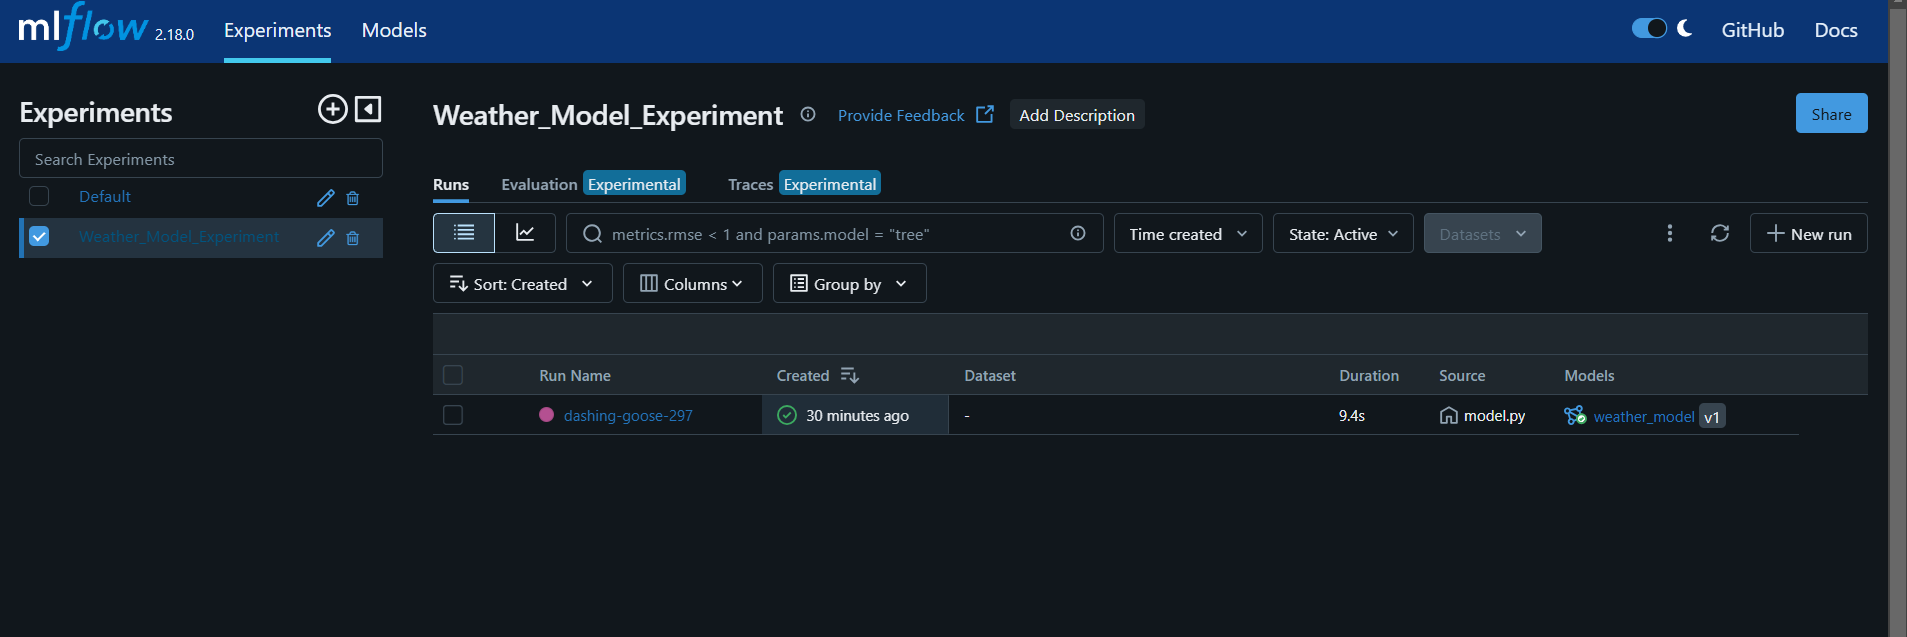 mlflow 2.18.0 Experiments Models GitHub Docs
Experiments
Search Experiments
Default
Weather_Model_Experiment
Weather_Model_Experiment Provide Feedback Add Description Share
Runs Evaluation Experimental Traces Experimental
metrics.rmse < 1 and params.model = "tree" Time created State: Active Datasets New run
Sort: Created Columns Group by
Run Name Created Dataset Duration Source Models
dashing-goose-297 30 minutes ago - 9.4s model.py weather_model v1